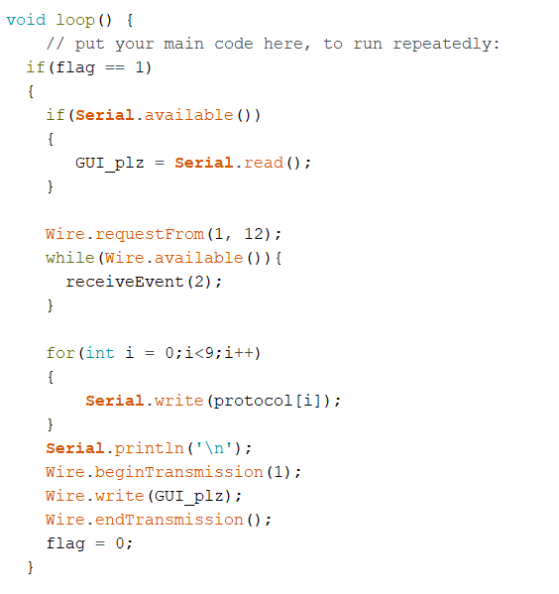 void loop() {
    // put your main code here, to run repeatedly:
  if(flag == 1)
  {
    if(Serial.available())
    {
       GUI_plz = Serial.read();
    }

    Wire.requestFrom(1, 12);
    while(Wire.available()){
      receiveEvent(2);
    }

    for(int i = 0;i<9;i++)
    {
        Serial.write(protocol[i]);
    }
    Serial.println('\n');
    Wire.beginTransmission(1);
    Wire.write(GUI_plz);
    Wire.endTransmission();
    flag = 0;
  }